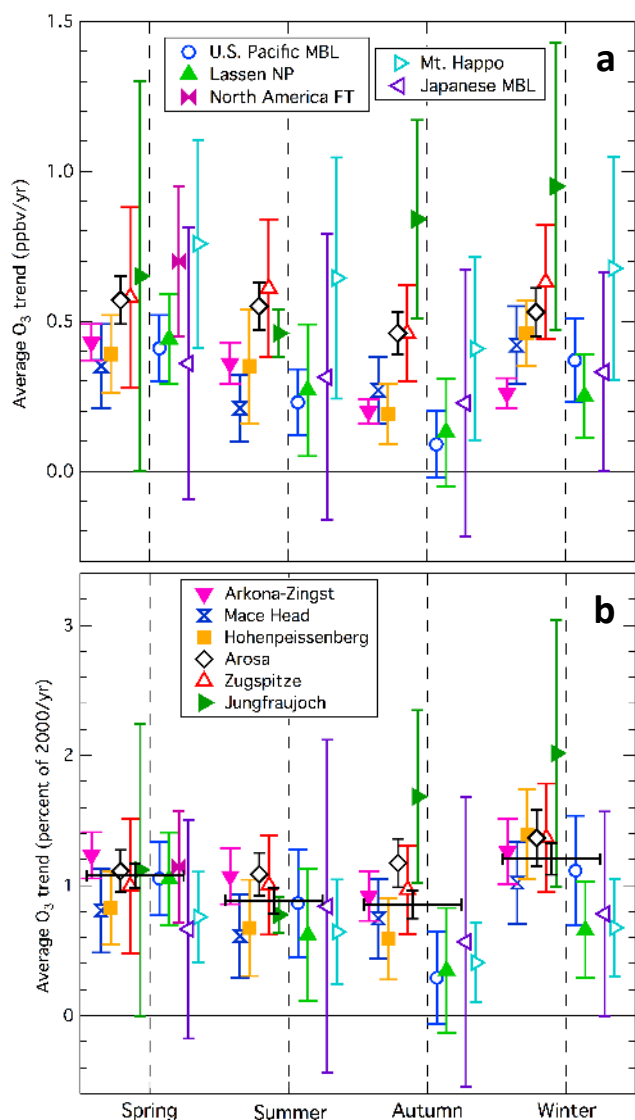 a
U.S. Pacific MBL
Lassen NP
North America FT
Mt. Happo
Japanese MBL
1.5
1.0
0.5
0.0
Average O₃ trend (ppbv/yr)
b
Arkona-Zingst
Mace Head
Hohenpeissenberg
Arosa
Zugspitze
Jungfraujoch
3
2
1
0
Average O₃ trend (percent of 2000/yr)
Spring Summer Autumn Winter